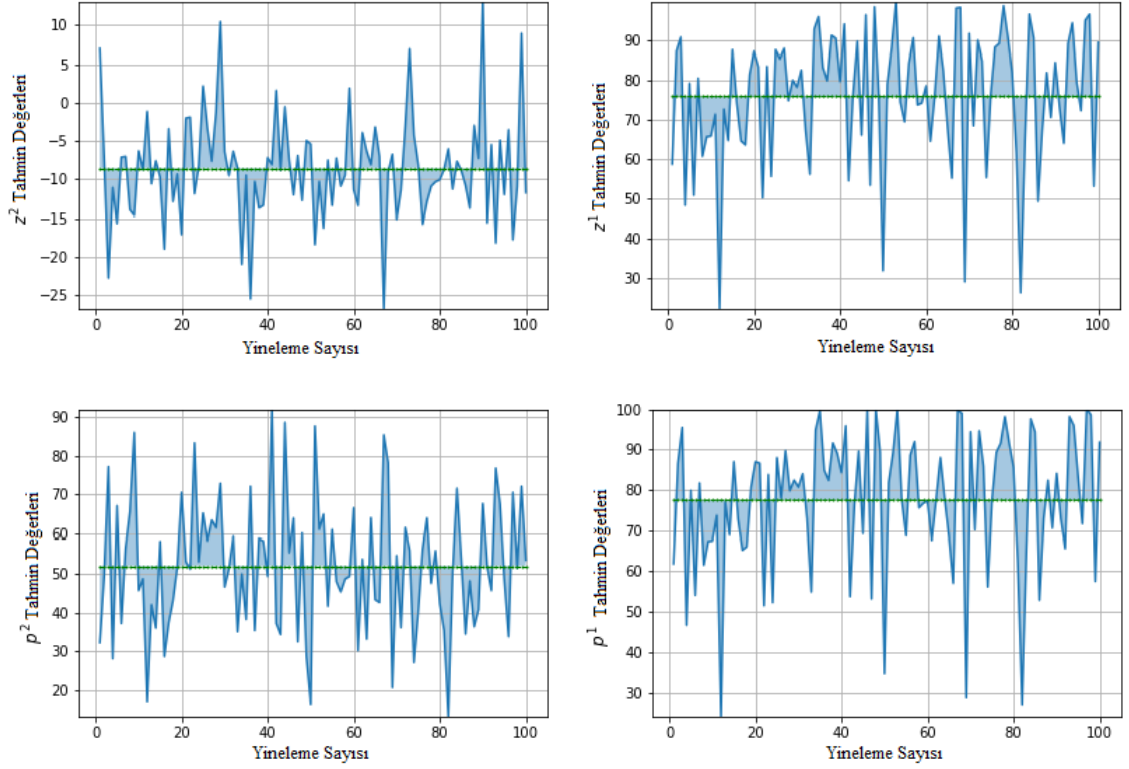 10
5
0
−5
−10
−15
−20
−25
z² Tahmin Değerleri
0 20 40 60 80 100
Yineleme Sayısı
90
80
70
60
50
40
30
z¹ Tahmin Değerleri
0 20 40 60 80 100
Yineleme Sayısı
90
80
70
60
50
40
30
20
p² Tahmin Değerleri
0 20 40 60 80 100
Yineleme Sayısı
100
90
80
70
60
50
40
30
p¹ Tahmin Değerleri
0 20 40 60 80 100
Yineleme Sayısı